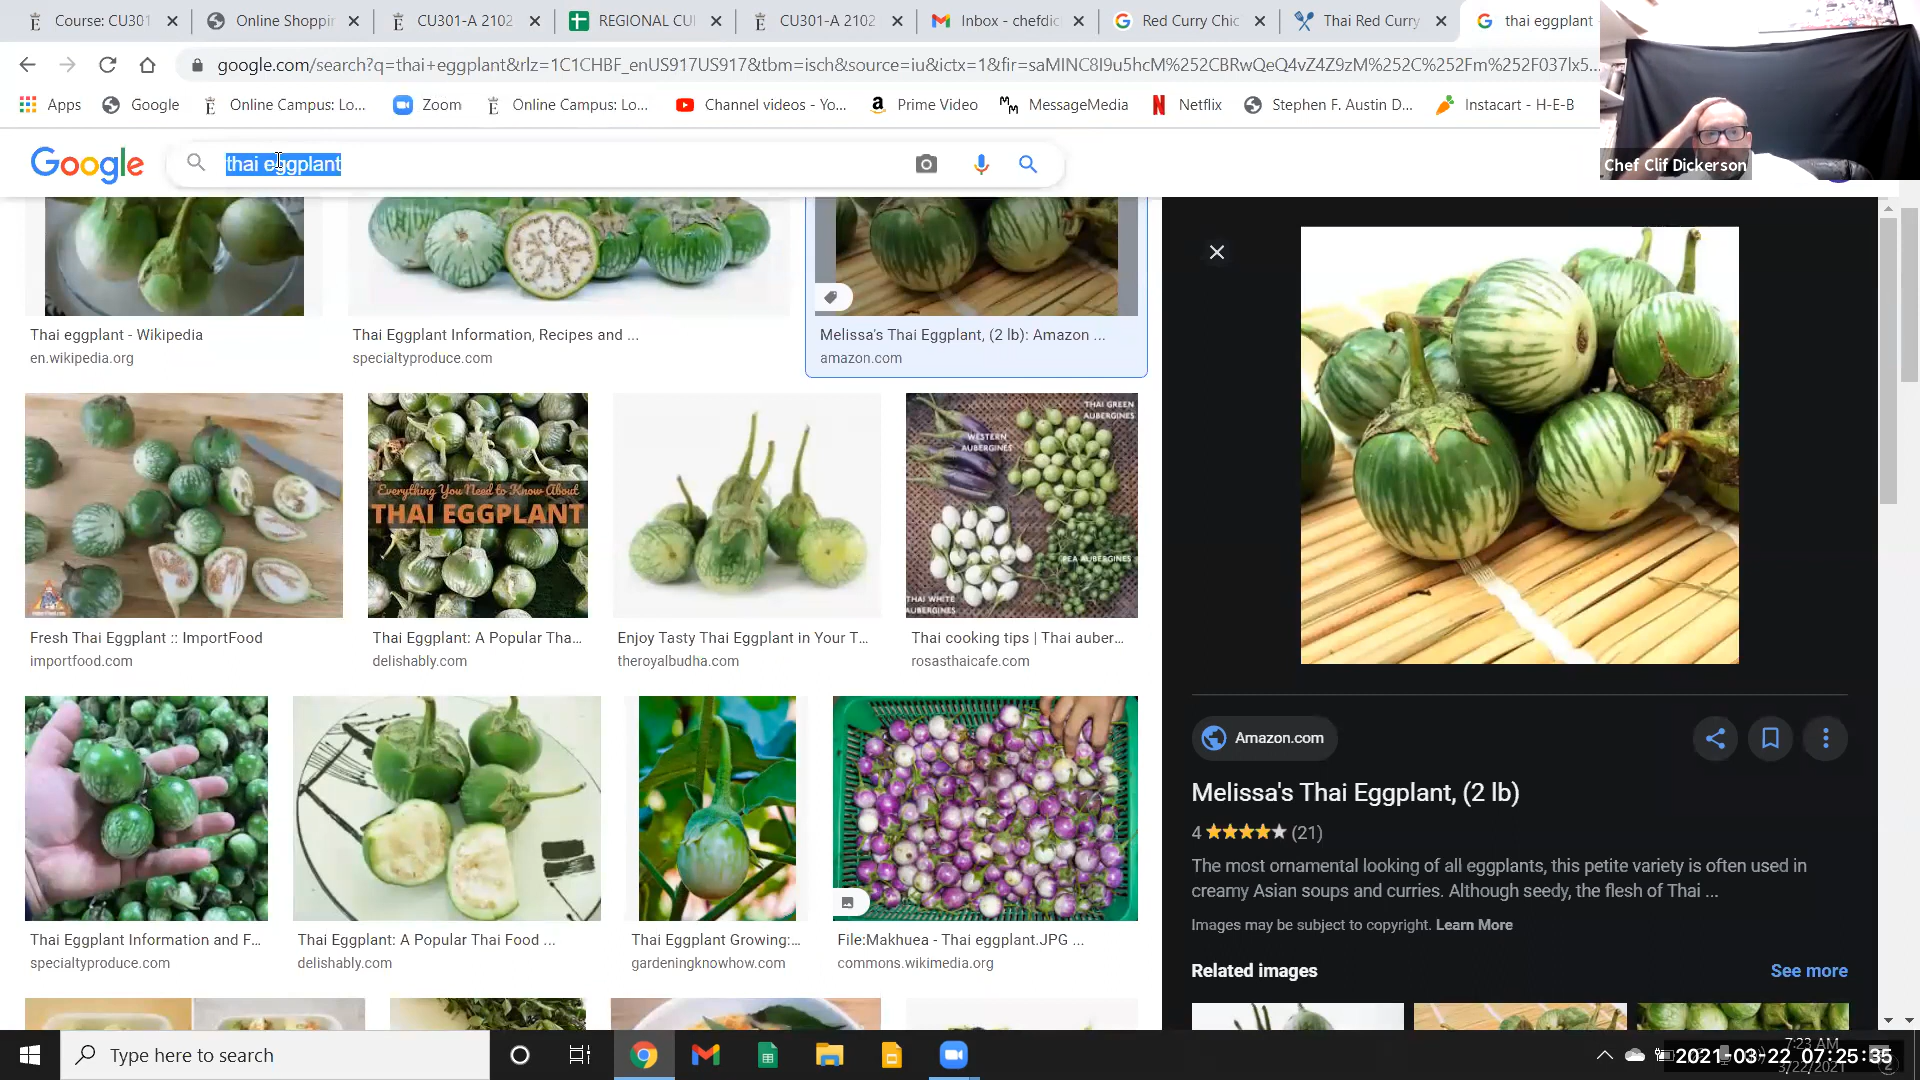 Course: CU301
Online Shoppin
CU301-A 2102
REGIONAL CUI
CU301-A 2102
Inbox - chefdic
Red Curry Chic
Thai Red Curry
thai eggplant
google.com/search?q=thai+eggplant&rlz=1C1CHBF_enUS917US917&tbm=isch&source=iu&ictx=1&fir=saMINC8I9u5hcM%252CBRwQeQ4vZ4Z9zM%252C%252Fm%252F037lx5...
Apps Google Online Campus: Lo... Zoom Online Campus: Lo... Channel videos - Yo... Prime Video MessageMedia Netflix Stephen F. Austin D... Instacart - H-E-B
Google
thai eggplant
Chef Clif Dickerson
Thai eggplant - Wikipedia
en.wikipedia.org
Thai Eggplant Information, Recipes and ...
specialtyproduce.com
Melissa's Thai Eggplant, (2 lb): Amazon ...
amazon.com
Everything You Need to Know About
THAI EGGPLANT
WESTERN
AUBERGINES
THAI GREEN
AUBERGINES
THAI WHITE
AUBERGINES
PEA AUBERGINES
Fresh Thai Eggplant :: ImportFood
importfood.com
Thai Eggplant: A Popular Tha...
delishably.com
Enjoy Tasty Thai Eggplant in Your T...
theroyalbudha.com
Thai cooking tips | Thai auber...
rosasthaicafe.com
Thai Eggplant Information and F...
specialtyproduce.com
Thai Eggplant: A Popular Thai Food ...
delishably.com
Thai Eggplant Growing:...
gardeningknowhow.com
File:Makhuea - Thai eggplant.JPG ...
commons.wikimedia.org
Amazon.com
Melissa's Thai Eggplant, (2 lb)
4 (21)
The most ornamental looking of all eggplants, this petite variety is often used in
creamy Asian soups and curries. Although seedy, the flesh of Thai ...
Images may be subject to copyright. Learn More
Related images
See more
Type here to search
7:23 AM
2021-03-22 07:25:35
3/22/2021